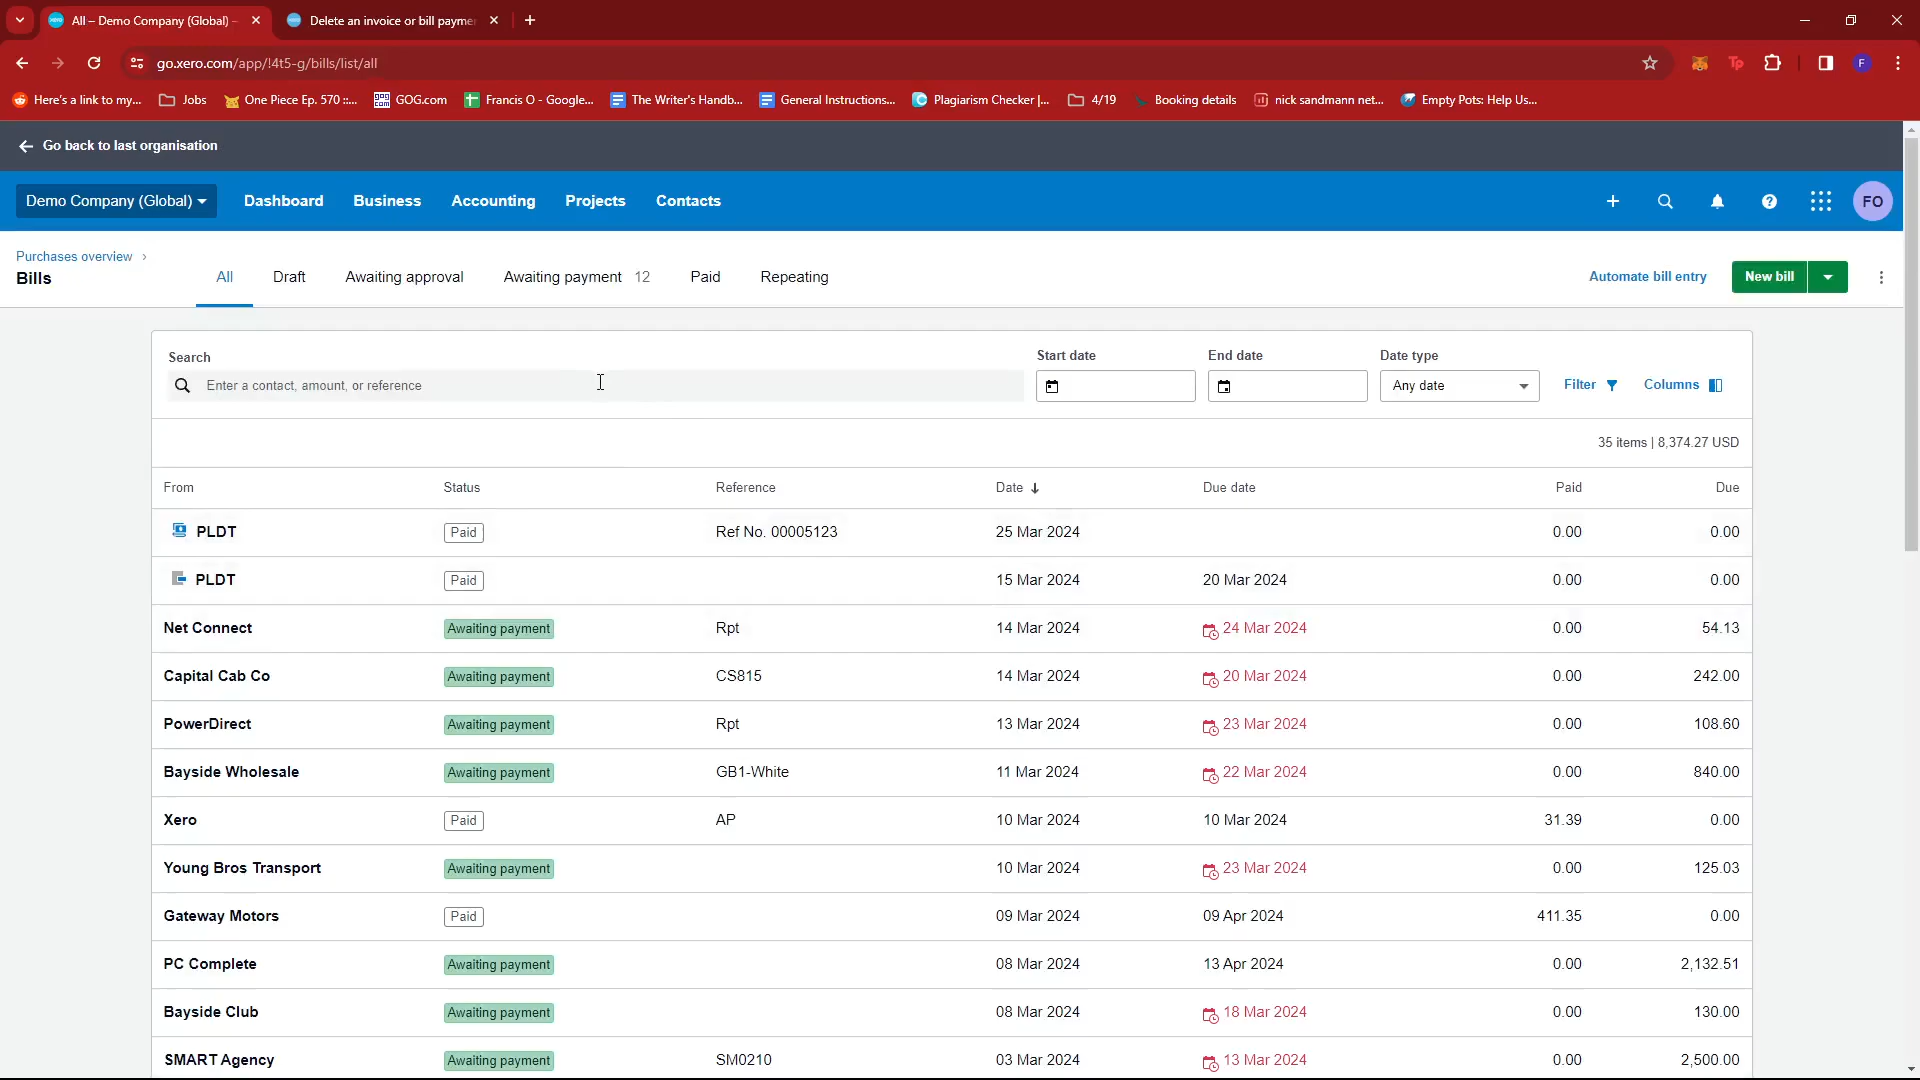 All – Demo Company (Global) –
Delete an invoice or bill payme
go.xero.com/app/!4t5-g/bills/list/all
Tp
F
Here's a link to my...
Jobs
One Piece Ep. 570 ::...
GOG.com
Francis O - Google...
The Writer's Handb...
General Instructions...
Plagiarism Checker |...
4/19
Booking details
nick sandmann net...
Empty Pots: Help Us...
Go back to last organisation
Demo Company (Global)
Dashboard
Business
Accounting
Projects
Contacts
FO
Purchases overview
Bills
All
Draft
Awaiting approval
Awaiting payment 12
Paid
Repeating
Automate bill entry
New bill
Search
Enter a contact, amount, or reference
Start date
End date
Date type
Any date
Filter
Columns
35 items | 8,374.27 USD
From Status Reference Date Due date Paid Due
PLDT Paid Ref No. 00005123 25 Mar 2024 0.00 0.00
PLDT Paid 15 Mar 2024 20 Mar 2024 0.00 0.00
Net Connect Awaiting payment Rpt 14 Mar 2024 24 Mar 2024 0.00 54.13
Capital Cab Co Awaiting payment CS815 14 Mar 2024 20 Mar 2024 0.00 242.00
PowerDirect Awaiting payment Rpt 13 Mar 2024 23 Mar 2024 0.00 108.60
Bayside Wholesale Awaiting payment GB1-White 11 Mar 2024 22 Mar 2024 0.00 840.00
Xero Paid AP 10 Mar 2024 10 Mar 2024 31.39 0.00
Young Bros Transport Awaiting payment 10 Mar 2024 23 Mar 2024 0.00 125.03
Gateway Motors Paid 09 Mar 2024 09 Apr 2024 411.35 0.00
PC Complete Awaiting payment 08 Mar 2024 13 Apr 2024 0.00 2,132.51
Bayside Club Awaiting payment 08 Mar 2024 18 Mar 2024 0.00 130.00
SMART Agency Awaiting payment SM0210 03 Mar 2024 13 Mar 2024 0.00 2,500.00